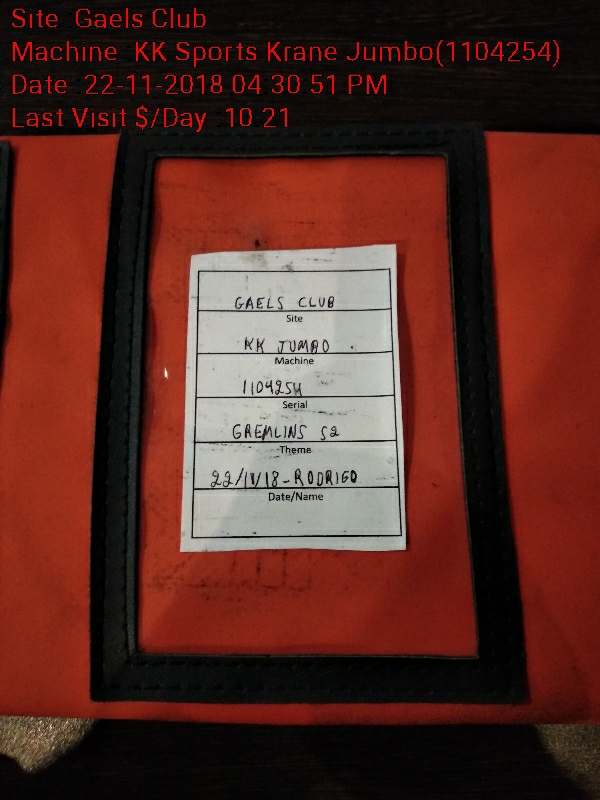 Site Gaels Club
Machine KK Sports Krane Jumbo(1104254)
Date 22-11-2018 04 30 51 PM
Last Visit $/Day 10 21
GAELS CLUB
Site
KK JUMBO
Machine
1104254
Serial
GREMLINS S2
Theme
22/11/18-RODRIGO
Date/Name